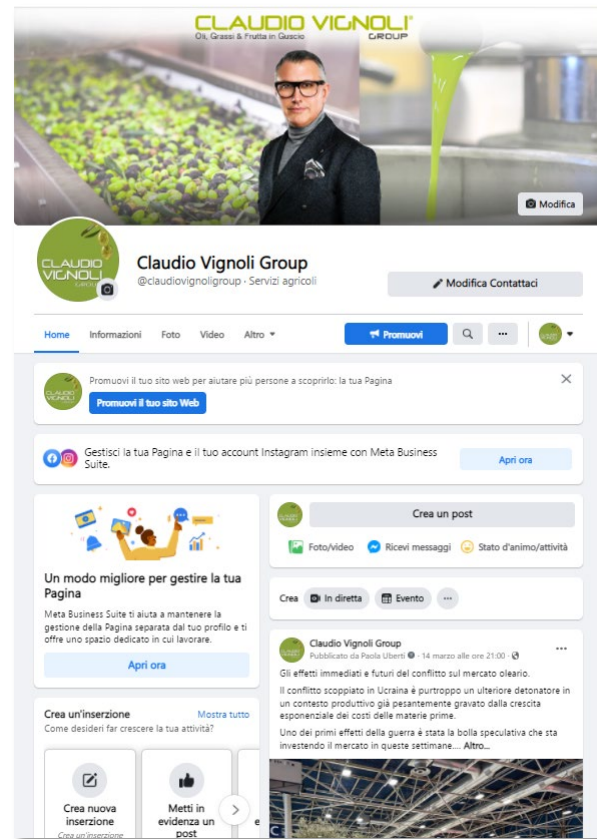 CLAUDIO VIGNOLI®
Oli, Grassi & Frutta in Guscio GROUP
Modifica
CLAUDIO
VIGNOLI
Claudio Vignoli Group
@claudiovignoligroup · Servizi agricoli
Modifica Contattaci
Home Informazioni Foto Video Altro
Promuovi
Promuovi il tuo sito web per aiutare più persone a scoprirlo: la tua Pagina
Promuovi il tuo sito Web
Gestisci la tua Pagina e il tuo account Instagram insieme con Meta Business
Suite.
Apri ora
Un modo migliore per gestire la tua
Pagina
Meta Business Suite ti aiuta a mantenere la
gestione della Pagina separata dal tuo profilo e ti
offre uno spazio dedicato in cui lavorare.
Apri ora
Crea un'inserzione Mostra tutto
Come desideri far crescere la tua attività?
Crea nuova
inserzione
Crea un'inserzione
Metti in
evidenza un
post
Crea un post
Foto/video Ricevi messaggi Stato d'animo/attività
Crea In diretta Evento
Claudio Vignoli Group
Pubblicato da Paola Uberti · 14 marzo alle ore 21:00 ·
Gli effetti immediati e futuri del conflitto sul mercato oleario.
Il conflitto scoppiato in Ucraina è purtroppo un ulteriore detonatore in
un contesto produttivo già pesantemente gravato dalla crescita
esponenziale dei costi delle materie prime.
Uno dei primi effetti della guerra è stata la bolla speculativa che sta
investendo il mercato in queste settimane.... Altro...